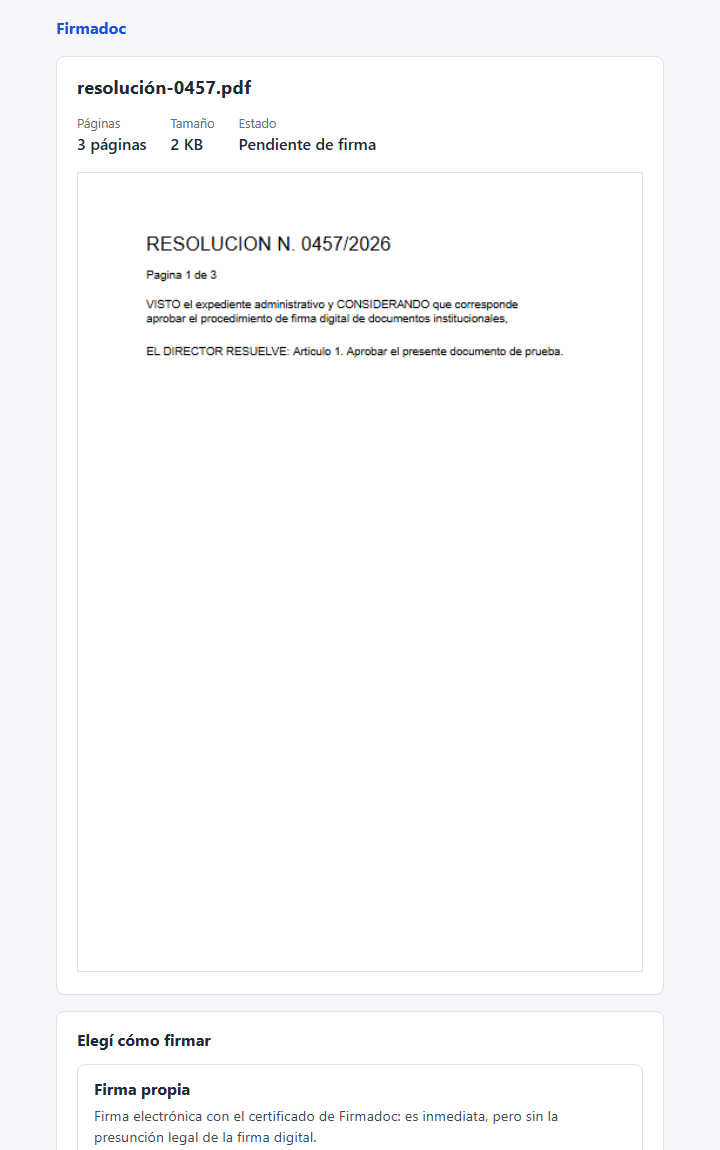 Firmadoc
resolución-0457.pdf
Páginas
3 páginas
Tamaño
2 KB
Estado
Pendiente de firma
RESOLUCION N. 0457/2026
Pagina 1 de 3
VISTO el expediente administrativo y CONSIDERANDO que corresponde
aprobar el procedimiento de firma digital de documentos institucionales,
EL DIRECTOR RESUELVE: Articulo 1. Aprobar el presente documento de prueba.
Elegí cómo firmar
Firma propia
Firma electrónica con el certificado de Firmadoc: es inmediata, pero sin la
presunción legal de la firma digital.